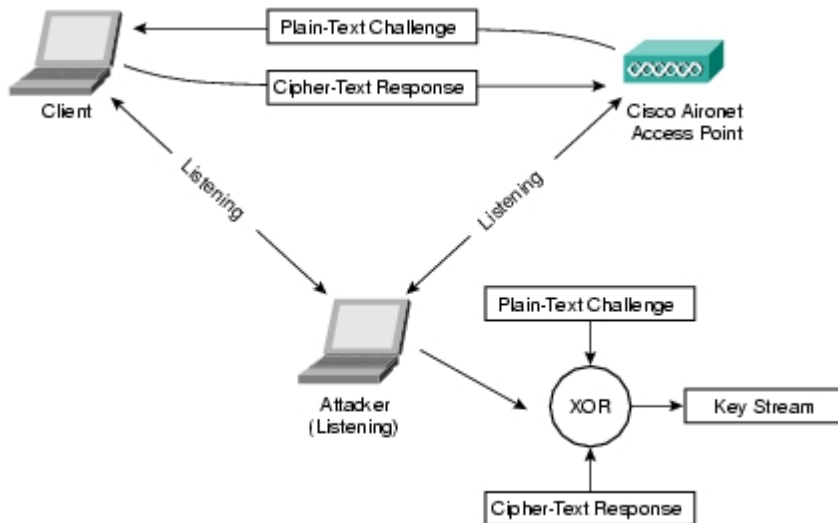 Plain-Text Challenge
Cipher-Text Response
Client
Cisco Aironet
Access Point
Listening
Listening
Plain-Text Challenge
Attacker
(Listening)
XOR
Key Stream
Cipher-Text Response